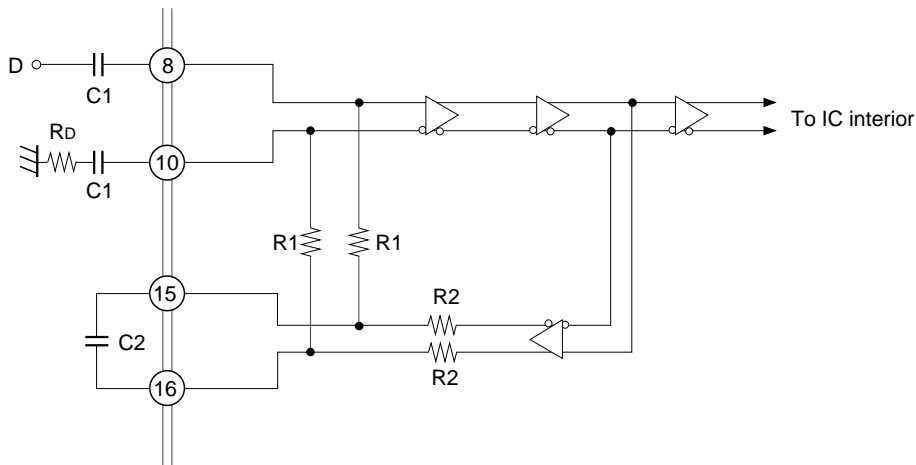 D
C1
8
RD
C1
10
To IC interior
R1
R1
15
R2
C2
R2
16